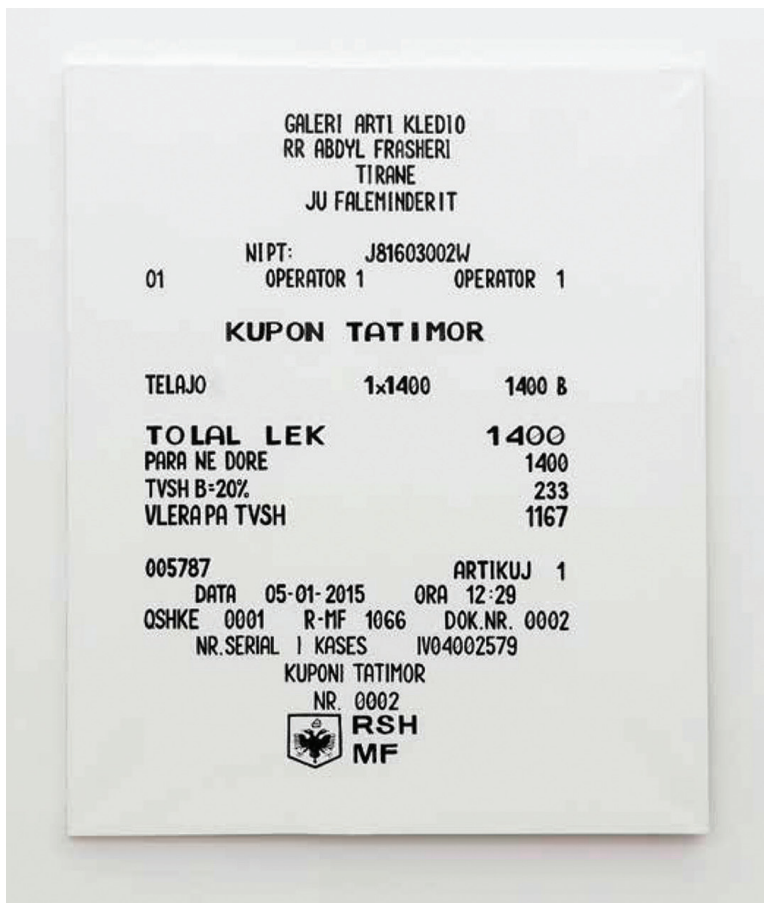 GALERI ARTI KLEDIO
RR ABDYL FRASHERI
TIRANE
JU FALEMINDERIT
NIPT: J81603002W
01 OPERATOR 1 OPERATOR 1
KUPON TATIMOR
TELAJO 1x1400 1400 B
TOLAL LEK 1400
PARA NE DORE 1400
TVSH B=20% 233
VLERA PA TVSH 1167
005787 ARTIKUJ 1
DATA 05-01-2015 ORA 12:29
QSHKE 0001 R-MF 1066 DOK.NR. 0002
NR.SERIAL I KASES IV04002579
KUPONI TATIMOR
NR. 0002
RSH
MF